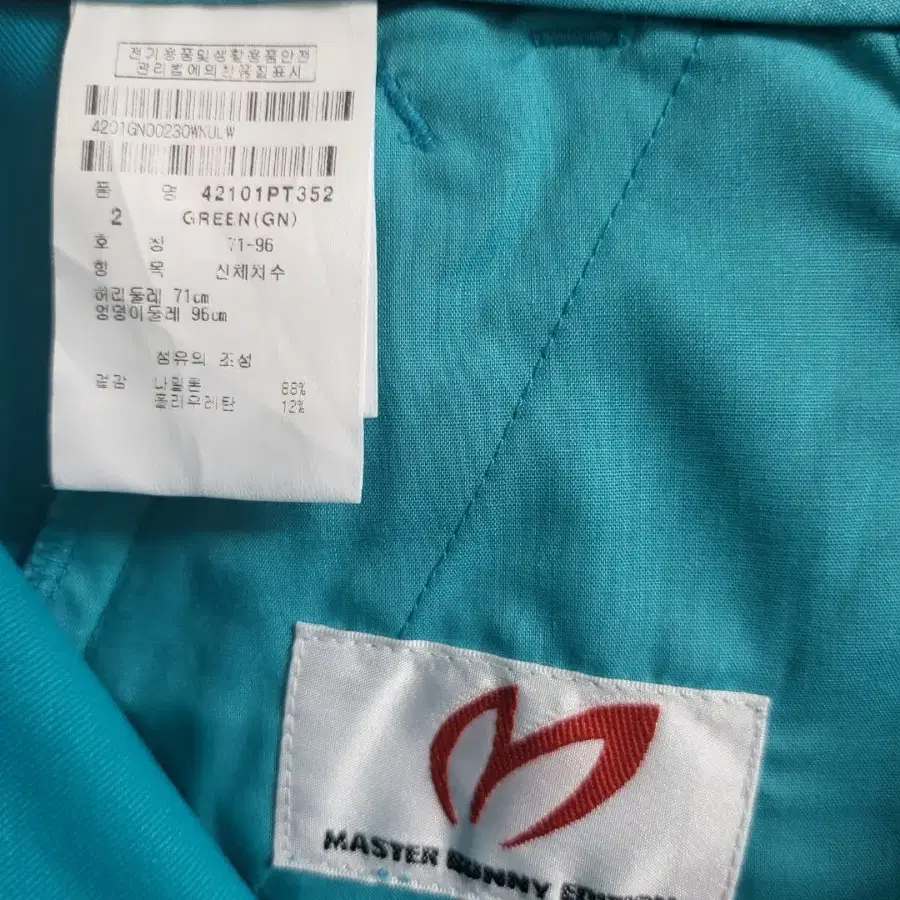 전기용품및생활용품안전
관리법에의한품질표시
4201GN00230WNULW
품 명 42101PT352
2 GREEN(GN)
호 칭 71-96
항 목 신체치수
허리둘레 71cm
엉덩이둘레 96cm
섬유의 조성
겉감 나일론 88%
폴리우레탄 12%
MASTER BUNNY EDITION